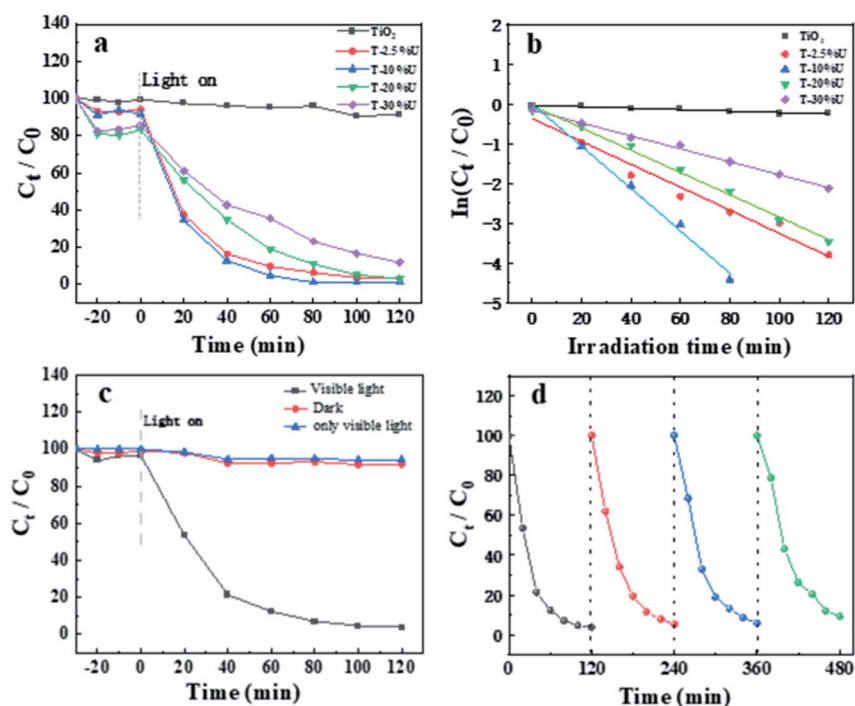 a
TiO2
T-2.5%U
T-10%U
T-20%U
T-30%U
Light on
140
120
100
80
60
40
20
0
Ct / C0
-20 0 20 40 60 80 100 120
Time (min)
b
TiO2
T-2.5%U
T-10%U
T-20%U
T-30%U
2
1
0
-1
-2
-3
-4
-5
In(Ct / C0)
0 20 40 60 80 100 120
Irradiation time (min)
c
Visible light
Dark
only visible light
Light on
140
120
100
80
60
40
20
0
Ct / C0
-20 0 20 40 60 80 100 120
Time (min)
d
100
80
60
40
20
0
Ct / C0
0 120 240 360 480
Time (min)